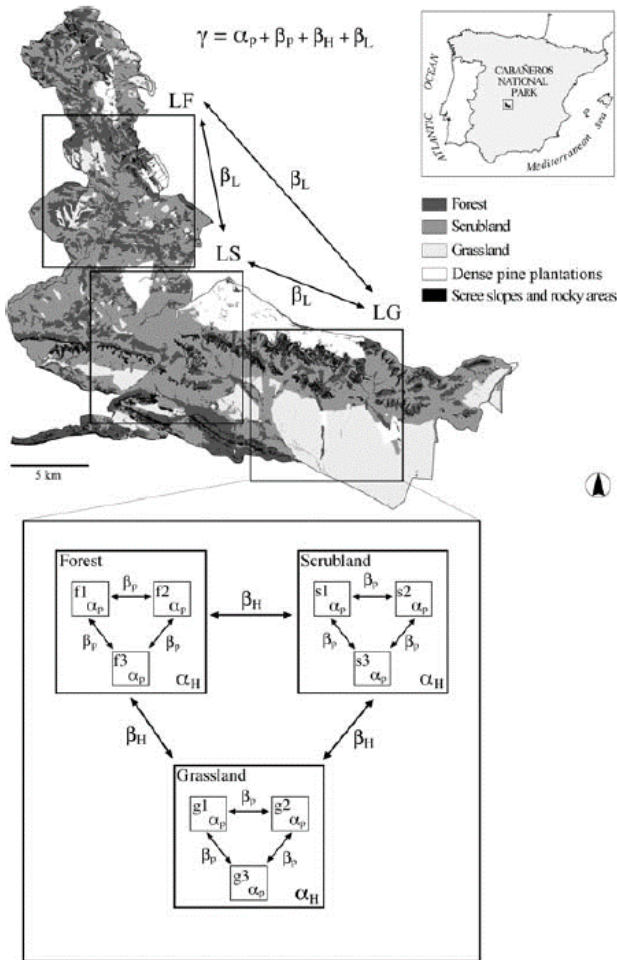 γ = αp + βp + βH + βL
CABAÑEROS
NATIONAL
PARK
ATLANTIC OCEAN
Mediterranean Sea
LF
βL
βL
LS
βL
LG
Forest
Scrubland
Grassland
Dense pine plantations
Scree slopes and rocky areas
5 km
Forest
f1 αp βp f2 αp
βp βp
f3 αp
αH
βH
Scrubland
s1 αp βp s2 αp
βp βp
s3 αp
αH
βH
βH
Grassland
g1 αp βp g2 αp
βp βp
g3 αp
αH